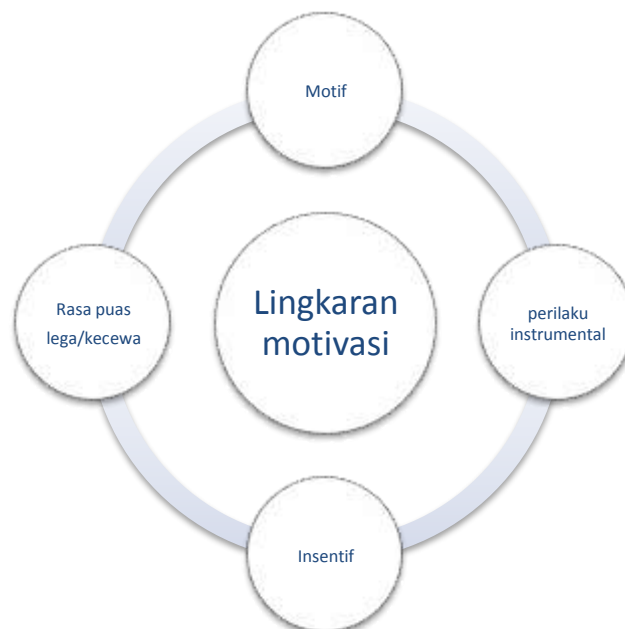 Motif
Lingkaran
motivasi
Rasa puas
lega/kecewa
perilaku
instrumental
Insentif